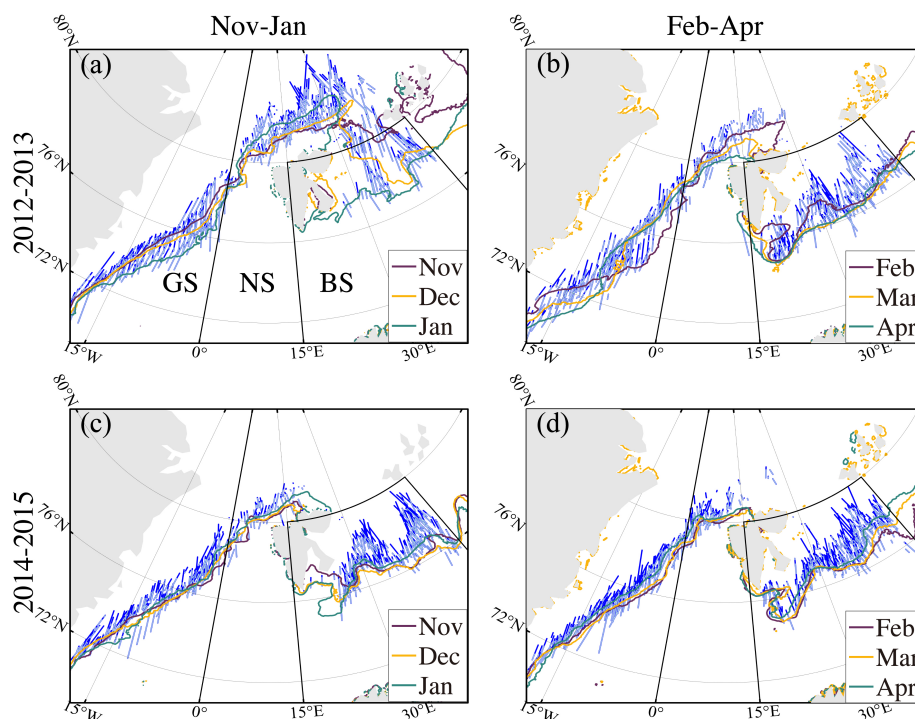 Nov-Jan
Feb-Apr
2012-2013
(a)
80°N
76°N
72°N
GS
NS
BS
Nov
Dec
Jan
15°W
0°
15°E
30°E
(b)
80°N
76°N
72°N
Feb
Mar
Apr
15°W
0°
15°E
30°E
2014-2015
(c)
80°N
76°N
72°N
Nov
Dec
Jan
15°W
0°
15°E
30°E
(d)
80°N
76°N
72°N
Feb
Mar
Apr
15°W
0°
15°E
30°E